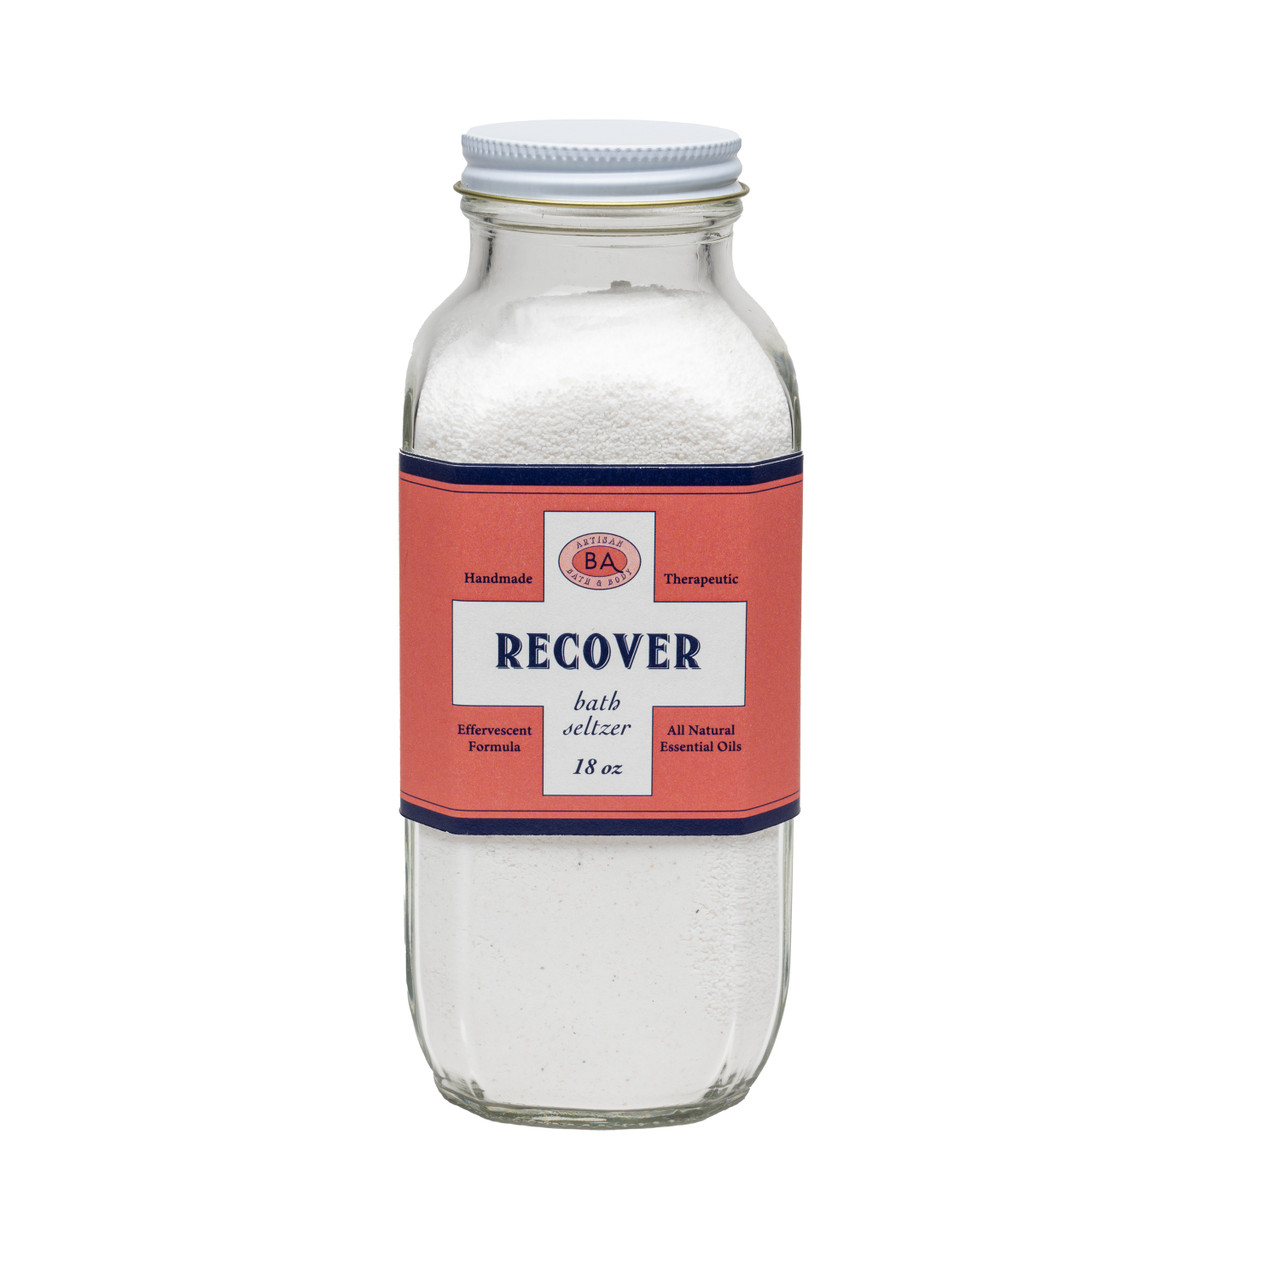 ARTISAN
BA
BATH & BODY
Handmade
Therapeutic
RECOVER
bath
seltzer
Effervescent
Formula
All Natural
Essential Oils
18 oz